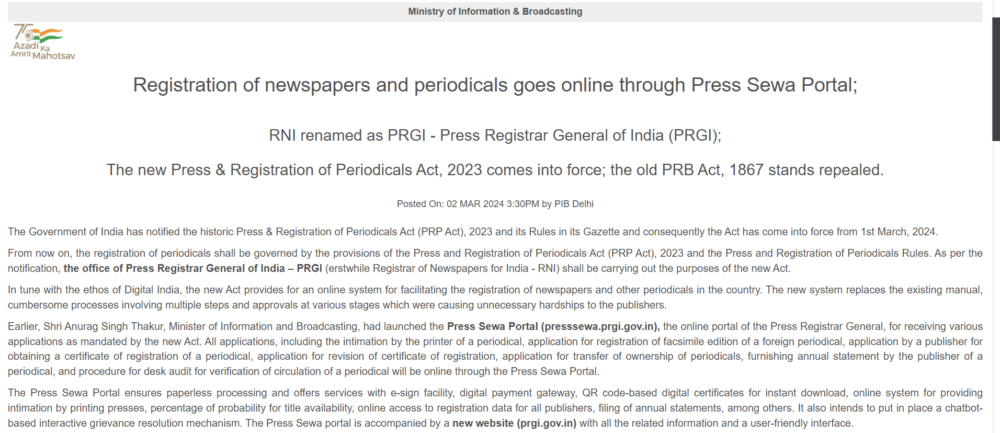 Ministry of Information & Broadcasting
75
Azadi Ka
Amrit Mahotsav
Registration of newspapers and periodicals goes online through Press Sewa Portal;
RNI renamed as PRGI - Press Registrar General of India (PRGI);
The new Press & Registration of Periodicals Act, 2023 comes into force; the old PRB Act, 1867 stands repealed.
Posted On: 02 MAR 2024 3:30PM by PIB Delhi
The Government of India has notified the historic Press & Registration of Periodicals Act (PRP Act), 2023 and its Rules in its Gazette and consequently the Act has come into force from 1st March, 2024.
From now on, the registration of periodicals shall be governed by the provisions of the Press and Registration of Periodicals Act (PRP Act), 2023 and the Press and Registration of Periodicals Rules. As per the
notification, the office of Press Registrar General of India – PRGI (erstwhile Registrar of Newspapers for India - RNI) shall be carrying out the purposes of the new Act.
In tune with the ethos of Digital India, the new Act provides for an online system for facilitating the registration of newspapers and other periodicals in the country. The new system replaces the existing manual,
cumbersome processes involving multiple steps and approvals at various stages which were causing unnecessary hardships to the publishers.
Earlier, Shri Anurag Singh Thakur, Minister of Information and Broadcasting, had launched the Press Sewa Portal (presssewa.prgi.gov.in), the online portal of the Press Registrar General, for receiving various
applications as mandated by the new Act. All applications, including the intimation by the printer of a periodical, application for registration of facsimile edition of a foreign periodical, application by a publisher for
obtaining a certificate of registration of a periodical, application for revision of certificate of registration, application for transfer of ownership of periodicals, furnishing annual statement by the publisher of a
periodical, and procedure for desk audit for verification of circulation of a periodical will be online through the Press Sewa Portal.
The Press Sewa Portal ensures paperless processing and offers services with e-sign facility, digital payment gateway, QR code-based digital certificates for instant download, online system for providing
intimation by printing presses, percentage of probability for title availability, online access to registration data for all publishers, filing of annual statements, among others. It also intends to put in place a chatbot-
based interactive grievance resolution mechanism. The Press Sewa portal is accompanied by a new website (prgi.gov.in) with all the related information and a user-friendly interface.